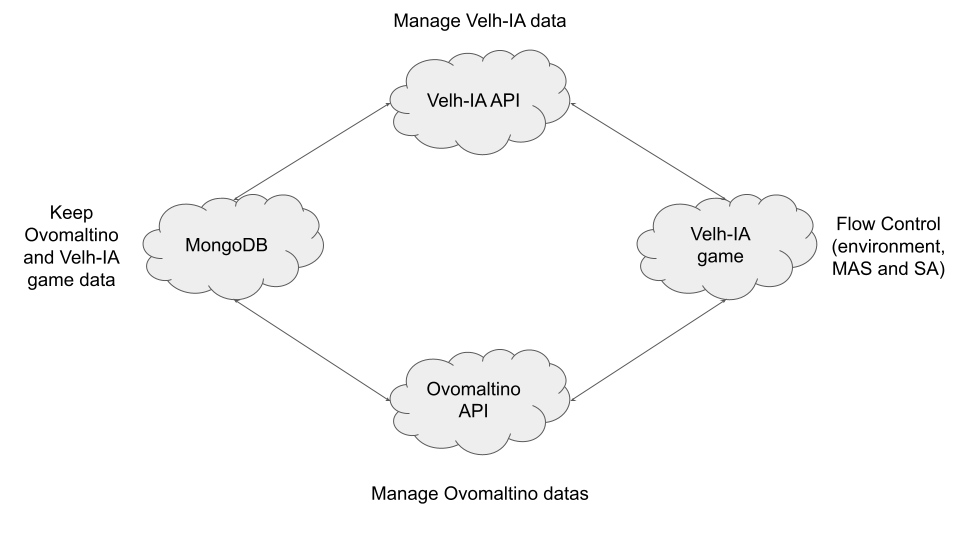 Manage Velh-IA data
Velh-IA API
Keep
Ovomaltino
and Velh-IA
game data
MongoDB
Velh-IA
game
Flow Control
(environment,
MAS and SA)
Ovomaltino
API
Manage Ovomaltino datas